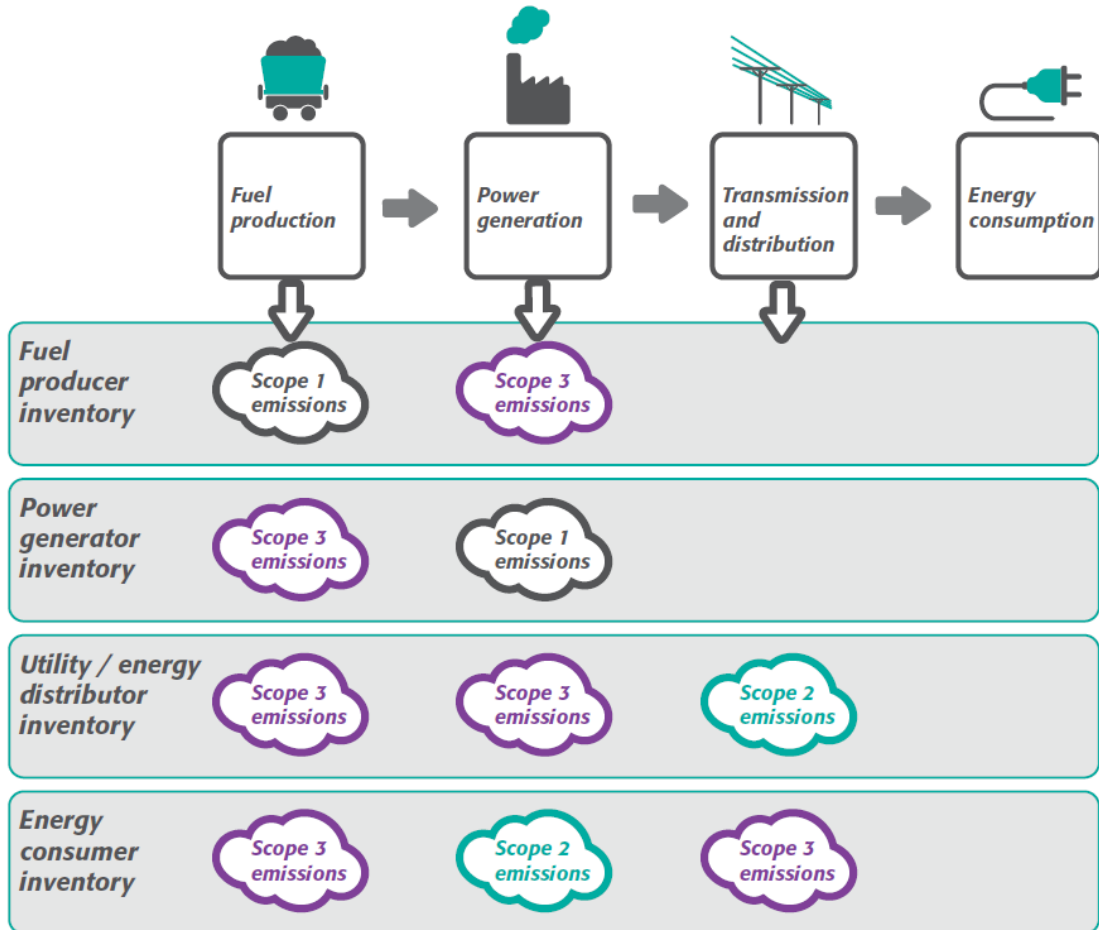 Fuel
production
Power
generation
Transmission
and
distribution
Energy
consumption
Fuel
producer
inventory
Scope 1
emissions
Scope 3
emissions
Power
generator
inventory
Scope 3
emissions
Scope 1
emissions
Utility / energy
distributor
inventory
Scope 3
emissions
Scope 3
emissions
Scope 2
emissions
Energy
consumer
inventory
Scope 3
emissions
Scope 2
emissions
Scope 3
emissions